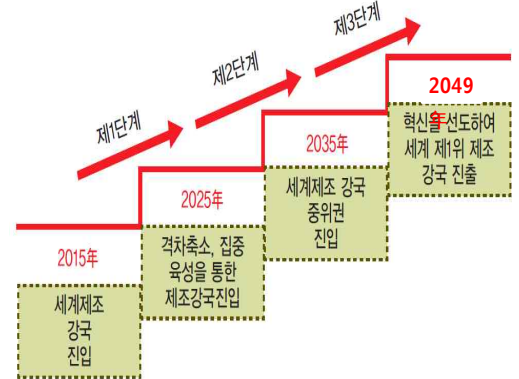 제3단계
제2단계
제1단계
2049
年
혁신을 선도하여
세계 제1위 제조
강국 진출
2035年
세계제조 강국
중위권
진입
2025年
격차축소, 집중
육성을 통한
제조강국진입
2015年
세계제조
강국
진입